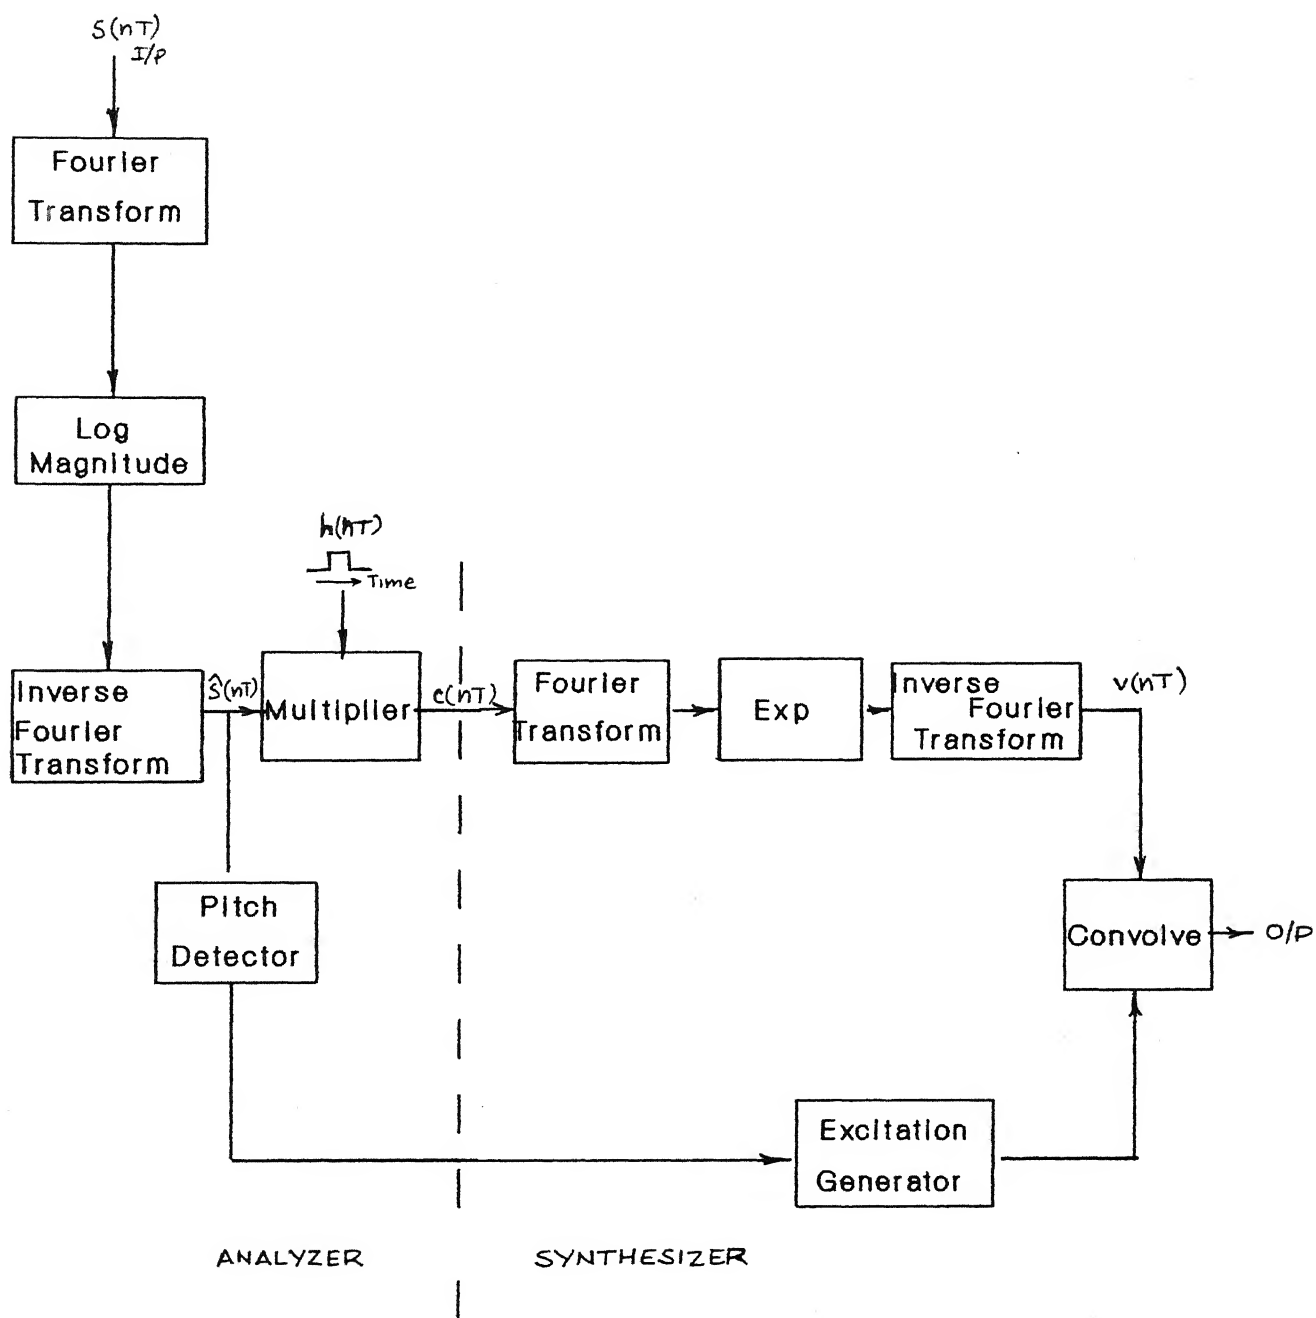 S(nT)
I/P
Fourier
Transform
Log
Magnitude
h(nT)
Time
Inverse
Fourier
Transform
Ŝ(nT)
Multiplier
c(nT)
Fourier
Transform
Exp
Inverse
Fourier
Transform
v(nT)
Pitch
Detector
Convolve
O/P
Excitation
Generator
ANALYZER
SYNTHESIZER